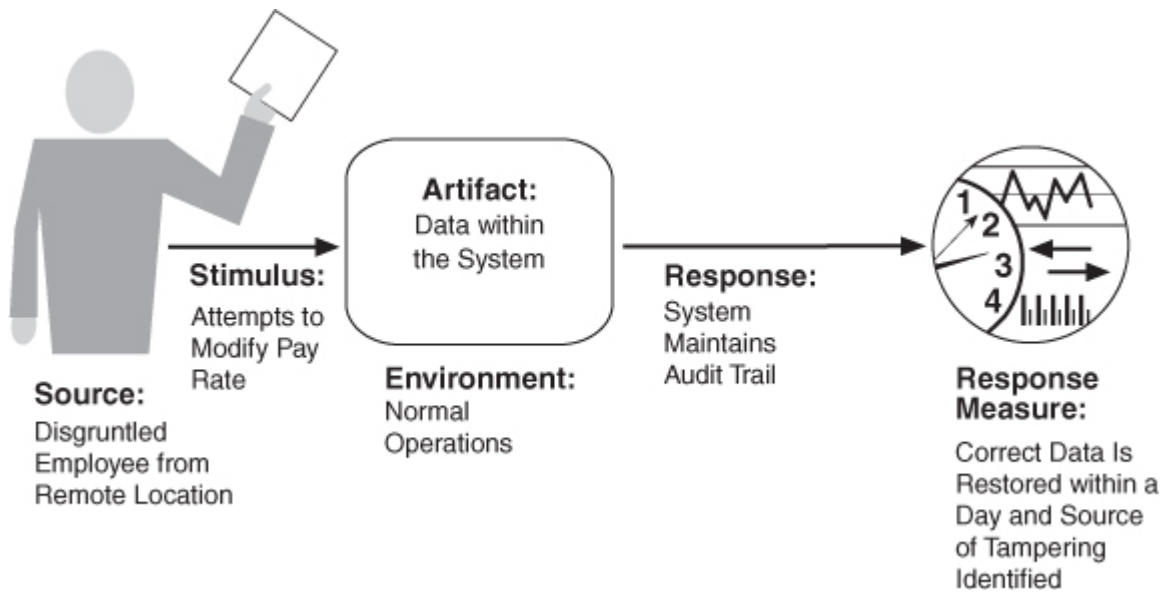 Source:
Disgruntled
Employee from
Remote Location
Stimulus:
Attempts to
Modify Pay
Rate
Artifact:
Data within
the System
Environment:
Normal
Operations
Response:
System
Maintains
Audit Trail
1
2
3
4
Response
Measure:
Correct Data Is
Restored within a
Day and Source
of Tampering
Identified